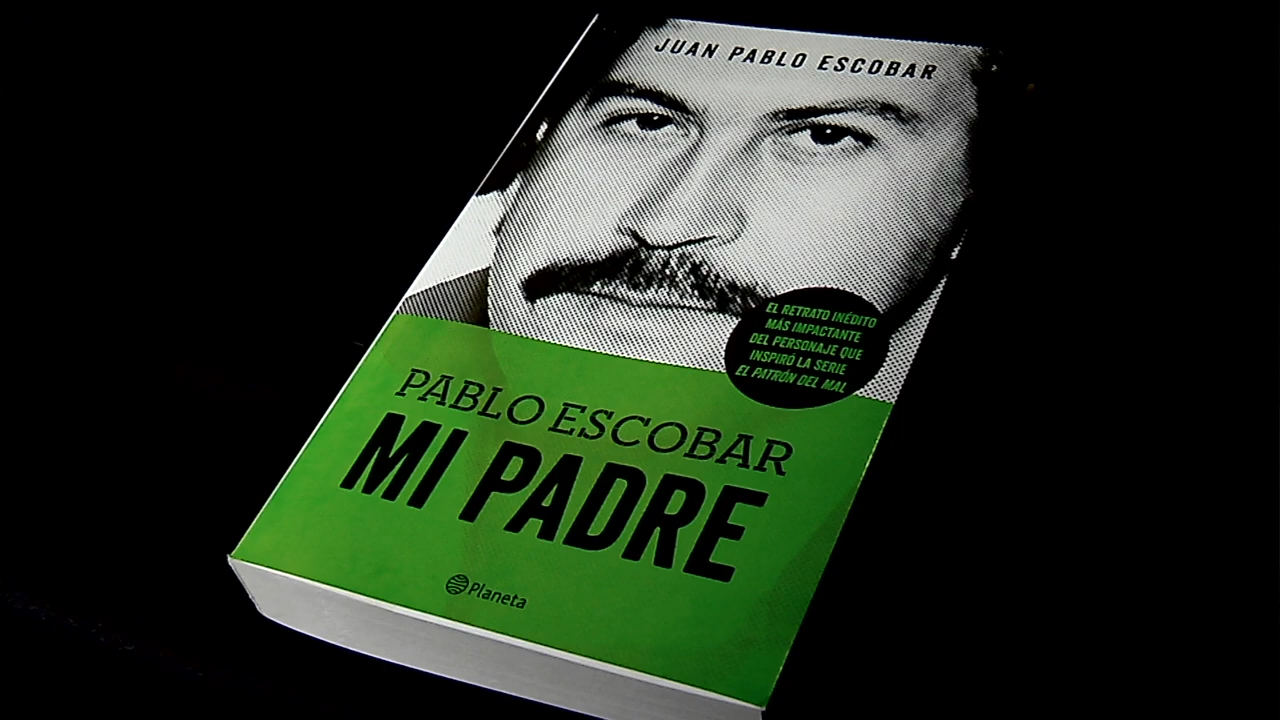 JUAN PABLO ESCOBAR
EL RETRATO INÉDITO
MÁS IMPACTANTE
DEL PERSONAJE QUE
INSPIRÓ LA SERIE
EL PATRÓN DEL MAL
PABLO ESCOBAR
MI PADRE
Planeta